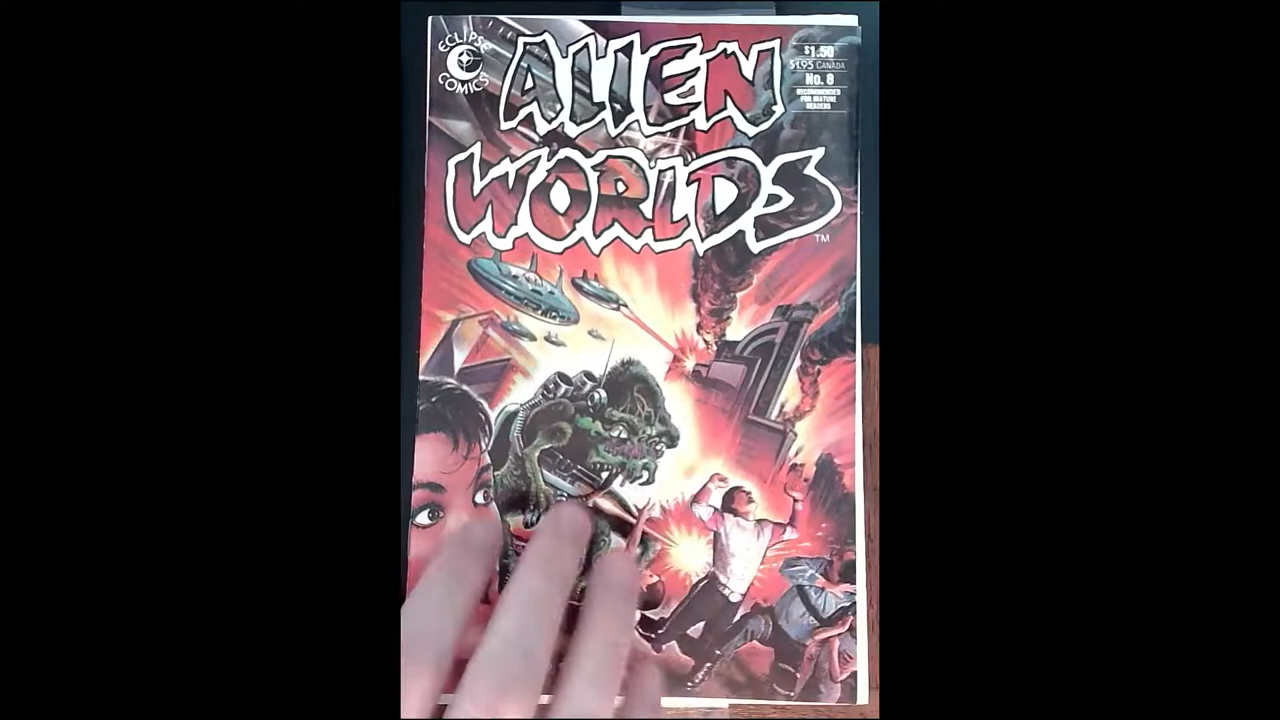 ECLIPSE
COMICS
ALIEN
WORLDS
TM
$1.50
$1.95 CANADA
No. 8
RECOMMENDED
FOR MATURE
READERS